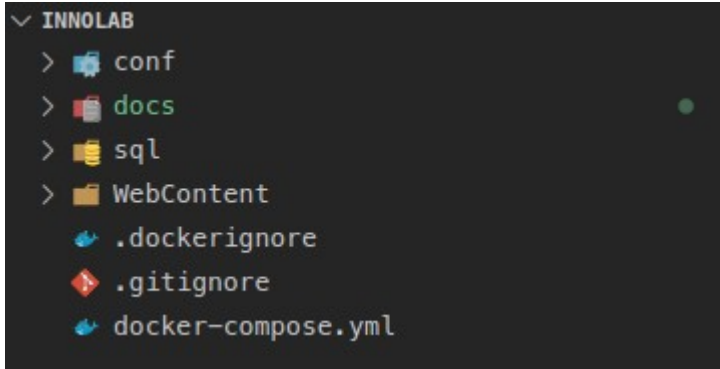 INNOLAB
conf
docs
sql
WebContent
.dockerignore
.gitignore
docker-compose.yml